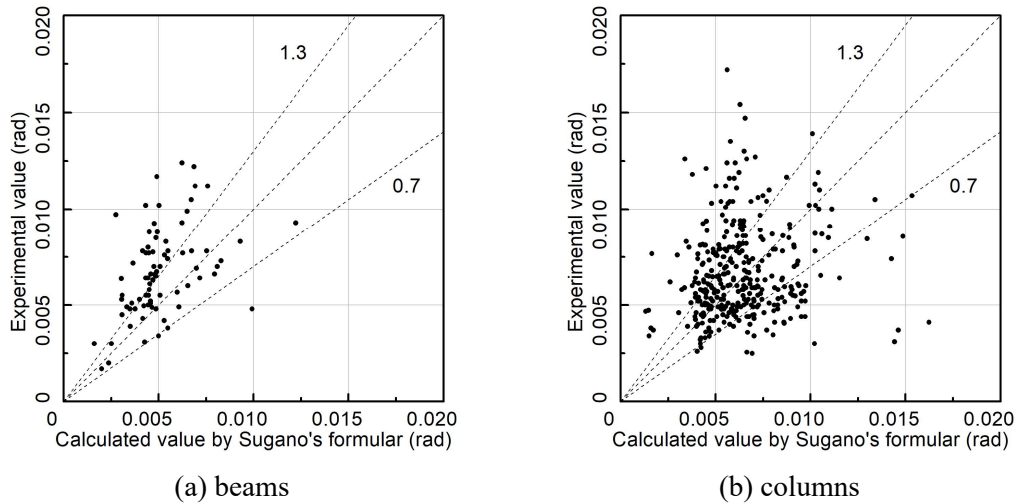 0.020
0.015
0.010
0.005
0
Experimental value (rad)
1.3
0.7
0 0.005 0.010 0.015 0.020
Calculated value by Sugano's formular (rad)
(a) beams
0.020
0.015
0.010
0.005
0
Experimental value (rad)
1.3
0.7
0 0.005 0.010 0.015 0.020
Calculated value by Sugano's formular (rad)
(b) columns